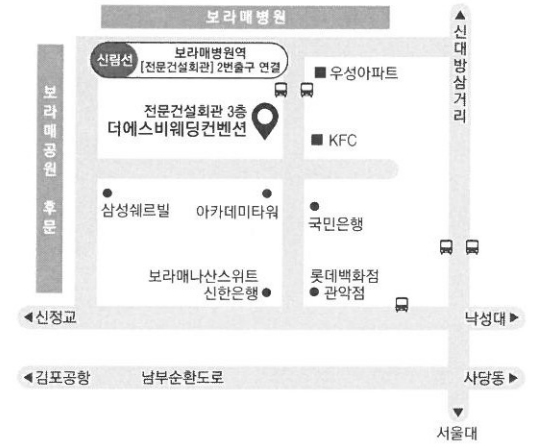 보라매병원
신대방삼거리
신림선
보라매병원역
[전문건설회관] 2번출구 연결
우성아파트
보라매공원 후문
전문건설회관 3층
더에스비웨딩컨벤션
KFC
삼성쉐르빌
아카데미타워
국민은행
보라매나산스위트
신한은행
롯데백화점
관악점
◀신정교
낙성대▶
◀김포공항
남부순환도로
사당동▶
서울대